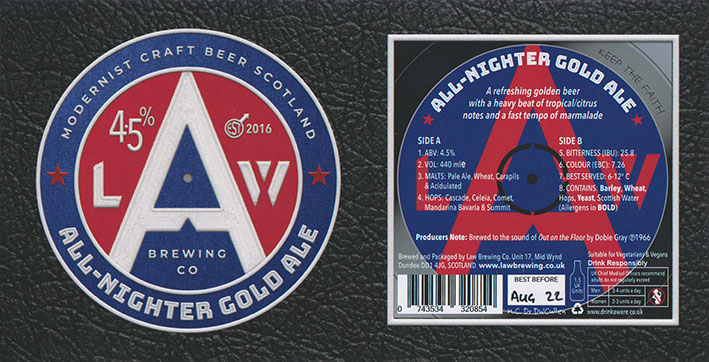 MODERNIST CRAFT BEER SCOTLAND
4.5%
EST 2016
LAW
BREWING
CO
ALL-NIGHTER GOLD ALE
KEEP THE FAITH
ALL-NIGHTER GOLD ALE
A refreshing golden beer
with a heavy beat of tropical/citrus
notes and a fast tempo of marmalade
LAW
SIDE A
1. ABV: 4.5%
2. VOL: 440 mle
3. MALTS: Pale Ale, Wheat, Carapils
& Acidulated
4. HOPS: Cascade, Celeia, Comet,
Mandarina Bavaria & Summit
SIDE B
5. BITTERNESS (IBU): 25.8
6. COLOUR (EBC): 7.26
7. BEST SERVED: 6-12° C
8. CONTAINS: Barley, Wheat,
Hops, Yeast, Scottish Water
(Allergens in BOLD)
Producers Note: Brewed to the sound of Out on the Floor by Dobie Gray ℗1966
Brewed and Packaged by Law Brewing Co. Unit 17, Mid Wynd
Dundee DD1 4JG, SCOTLAND www.lawbrewing.co.uk
Suitable for Vegetarians & Vegans
Drink Responsibly
0 743534 320854
BEST BEFORE
Aug 22
1.5
UK
Units
UK Chief Medical Officers recommend
adults do not regularly exceed
Men 3-4 units a day
Women 2-3 units a day
www.drinkaware.co.uk